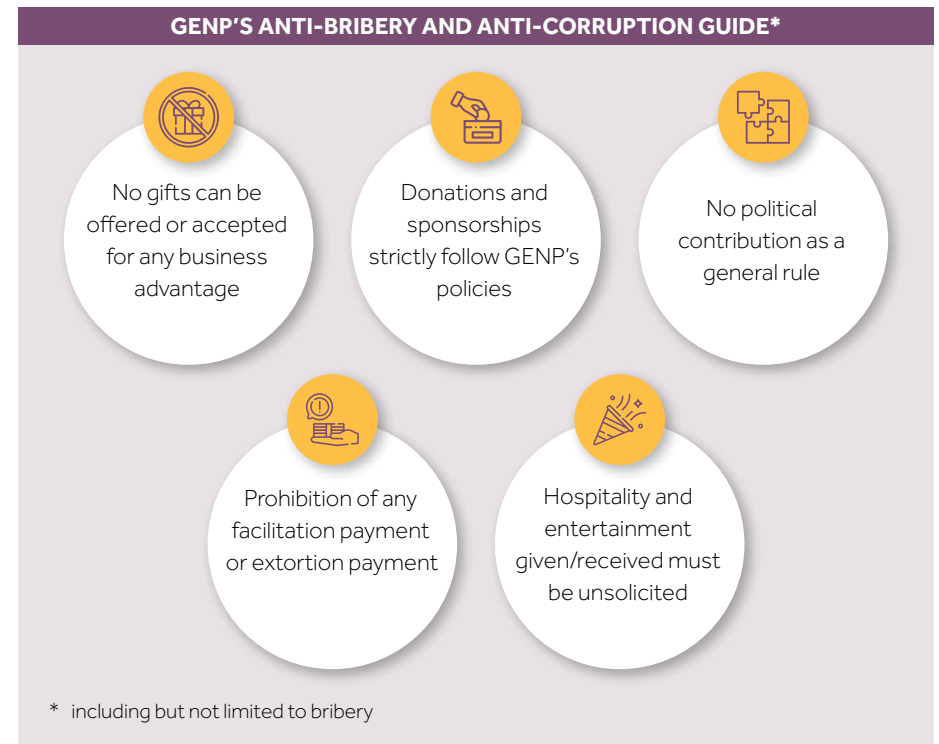 GENP'S ANTI-BRIBERY AND ANTI-CORRUPTION GUIDE*
No gifts can be
offered or accepted
for any business
advantage
Donations and
sponsorships
strictly follow GENP's
policies
No political
contribution as a
general rule
Prohibition of any
facilitation payment
or extortion payment
Hospitality and
entertainment
given/received must
be unsolicited
* including but not limited to bribery